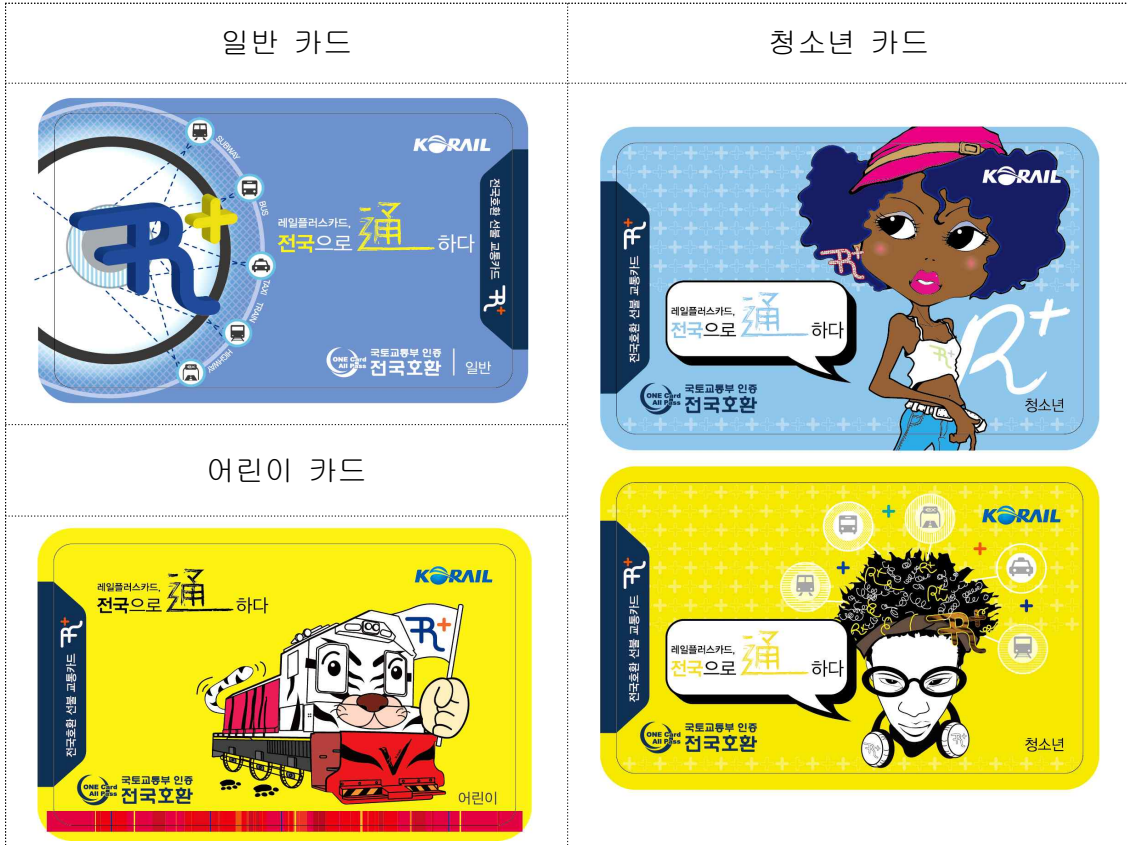 일반 카드
KORAIL
SUBWAY
BUS
TAXI
TRAIN
HIGHWAY
R+
레일플러스카드,
전국으로 通하다
전국호환 선불 교통카드 R+
ONE Card
All Pass
국토교통부 인증
전국호환
일반
어린이 카드
레일플러스카드,
전국으로 通하다
KORAIL
R+
전국호환 선불 교통카드 R+
ONE Card
All Pass
국토교통부 인증
전국호환
어린이
청소년 카드
KORAIL
R+
전국호환 선불 교통카드 R+
레일플러스카드,
전국으로 通하다
R+
R+
ONE Card
All Pass
국토교통부 인증
전국호환
청소년
KORAIL
전국호환 선불 교통카드 R+
R+
레일플러스카드,
전국으로 通하다
R+
R+
ONE Card
All Pass
국토교통부 인증
전국호환
청소년